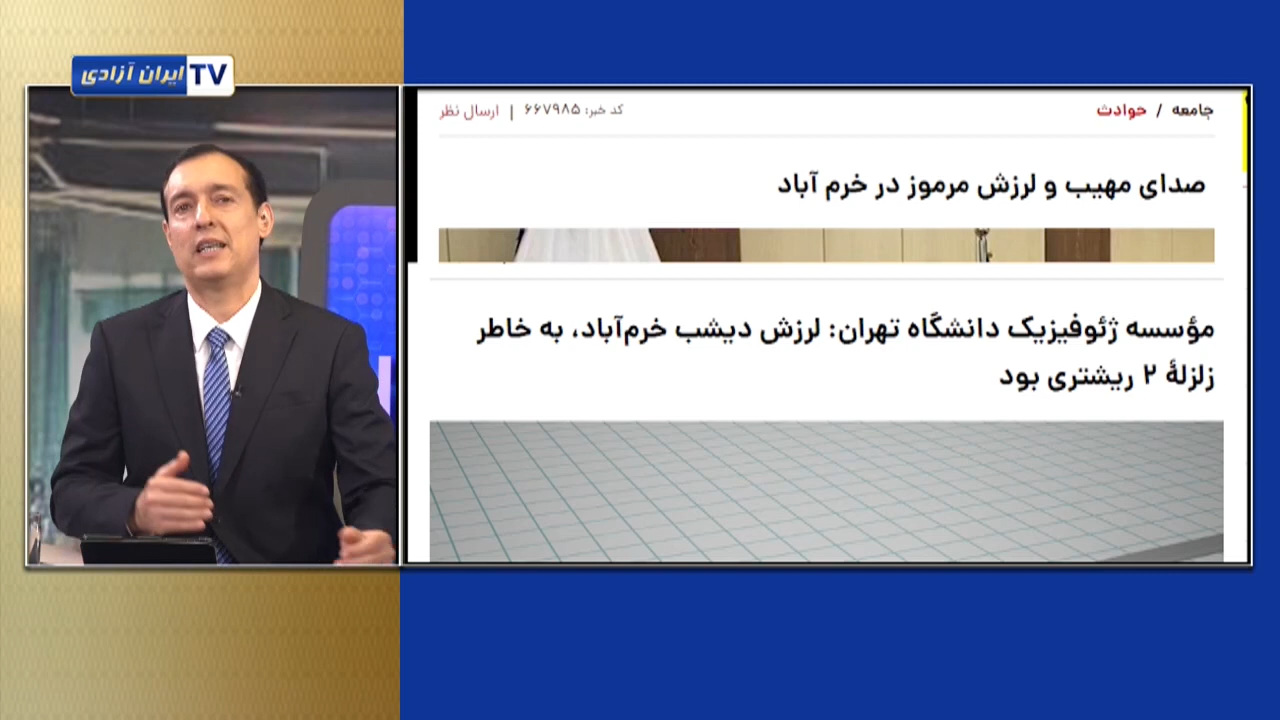 ایران آزادی TV
جامعه / حوادث
کد خبر: ۶۶۷۹۸۵ | ارسال نظر
صدای مهیب و لرزش مرموز در خرم آباد
مؤسسه ژئوفیزیک دانشگاه تهران: لرزش دیشب خرم‌آباد، به خاطر
زلزلهٔ ۲ ریشتری بود